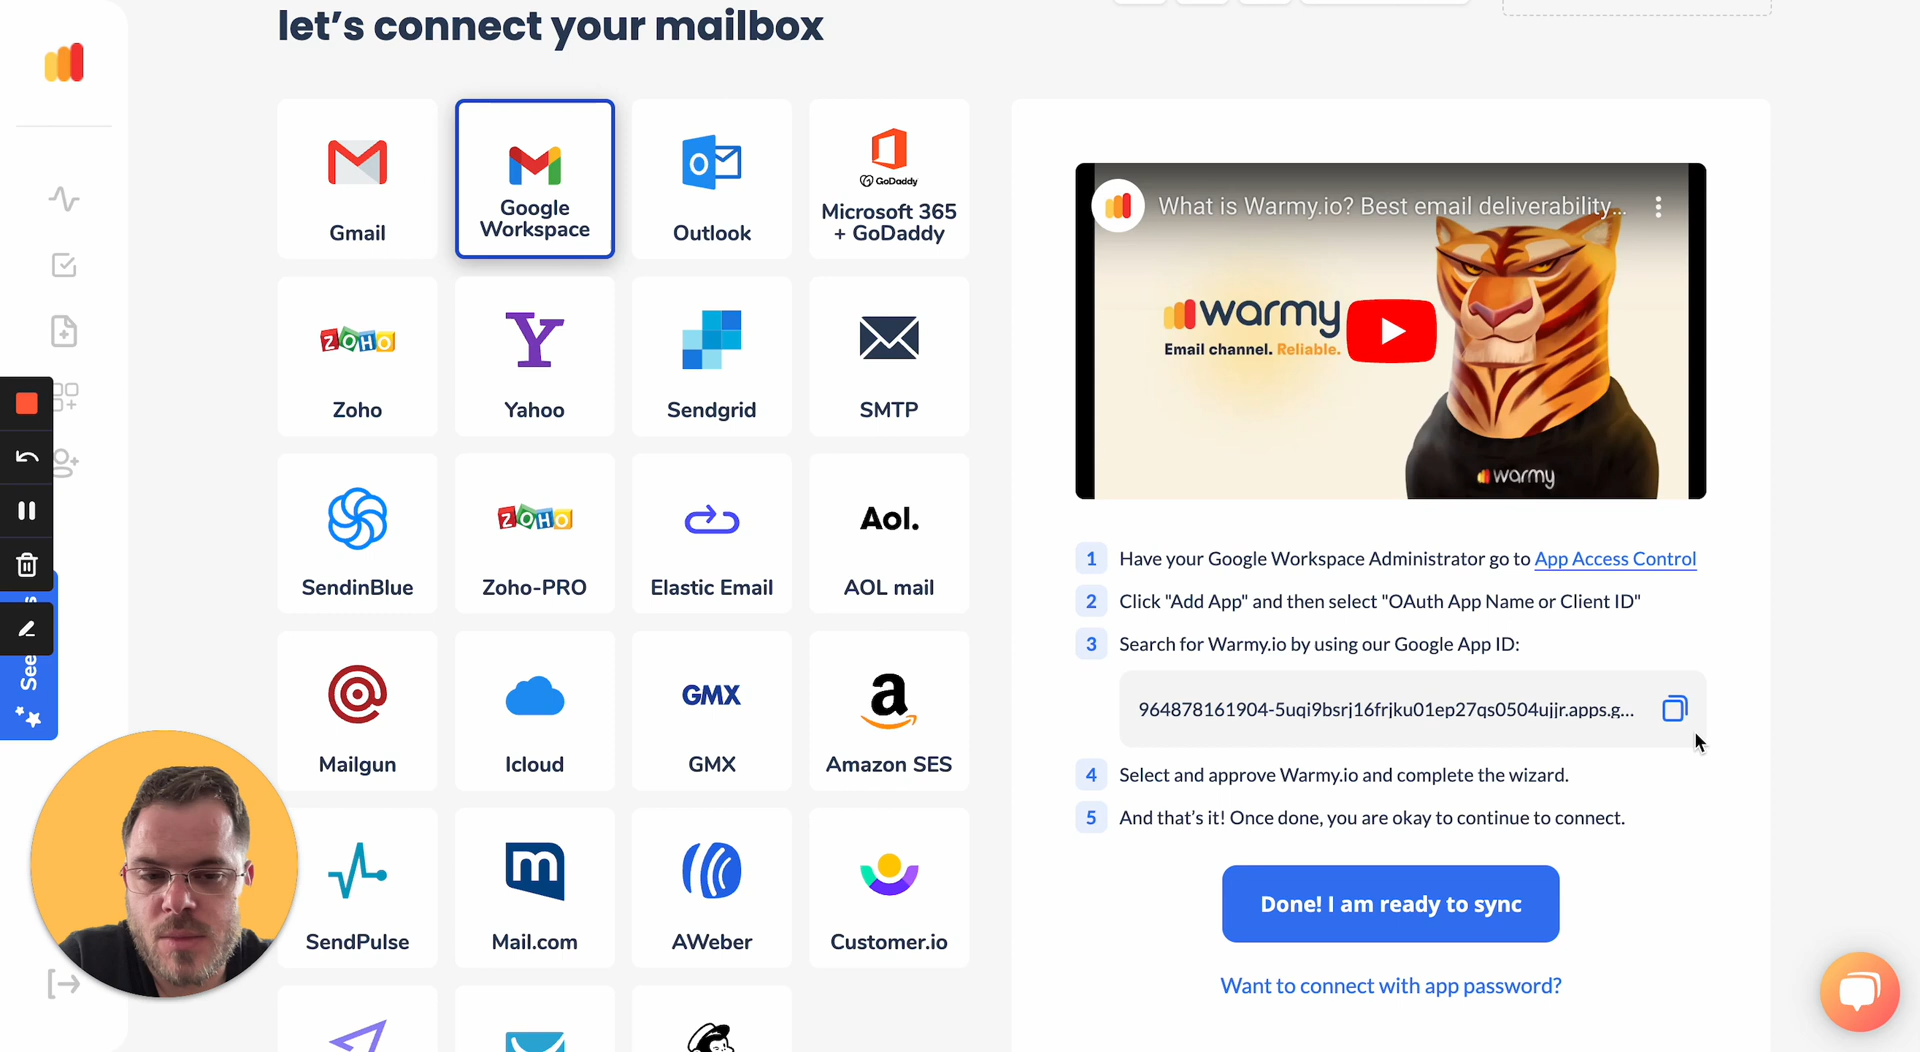 let’s connect your mailbox
Gmail
Google
Workspace
Outlook
GoDaddy
Microsoft 365
+ GoDaddy
ZOHO
Zoho
Yahoo
Sendgrid
SMTP
SendinBlue
ZOHO
Zoho-PRO
Elastic Email
Aol.
AOL mail
Mailgun
Icloud
GMX
GMX
Amazon SES
SendPulse
Mail.com
AWeber
Customer.io
What is Warmy.io? Best email deliverability...
warmy
Email channel. Reliable.
warmy
1 Have your Google Workspace Administrator go to App Access Control
2 Click "Add App" and then select "OAuth App Name or Client ID"
3 Search for Warmy.io by using our Google App ID:
964878161904-5uqi9bsrj16frjku01ep27qs0504ujjr.apps.g...
4 Select and approve Warmy.io and complete the wizard.
5 And that’s it! Once done, you are okay to continue to connect.
Done! I am ready to sync
Want to connect with app password?
See